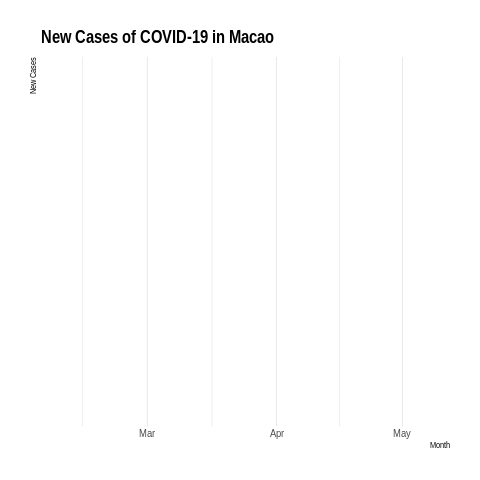 New Cases of COVID-19 in Macao
New Cases
Mar
Apr
May
Month